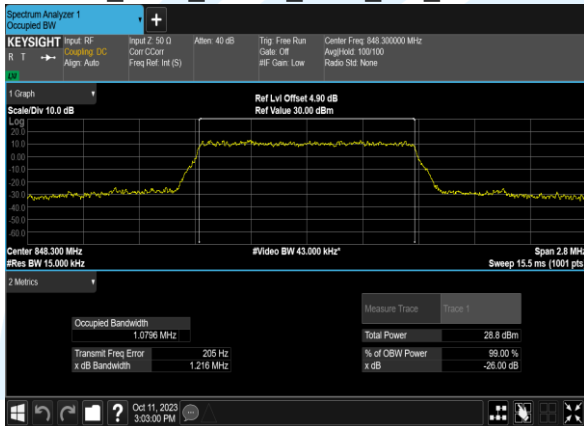 Spectrum Analyzer 1
Occupied BW
KEYSIGHT
R T
Input: RF
Coupling: DC
Align: Auto
Input Z: 50 Ω
Corr CCorr
Freq Ref: Int (S)
Atten: 40 dB
Trig: Free Run
Gate: Off
#IF Gain: Low
Center Freq: 848.300000 MHz
Avg|Hold: 100/100
Radio Std: None
1 Graph
Scale/Div 10.0 dB
Ref Lvl Offset 4.90 dB
Ref Value 30.00 dBm
Log
20.0
10.0
0.00
-10.0
-20.0
-30.0
-40.0
-50.0
-60.0
Center 848.300 MHz
#Res BW 15.000 kHz
#Video BW 43.000 kHz*
Span 2.8 MHz
Sweep 15.5 ms (1001 pts)
2 Metrics
Measure Trace Trace 1
Occupied Bandwidth
1.0796 MHz
Total Power 28.8 dBm
Transmit Freq Error 205 Hz
% of OBW Power 99.00 %
x dB Bandwidth 1.216 MHz
x dB -26.00 dB
?
Oct 11, 2023
3:03:00 PM